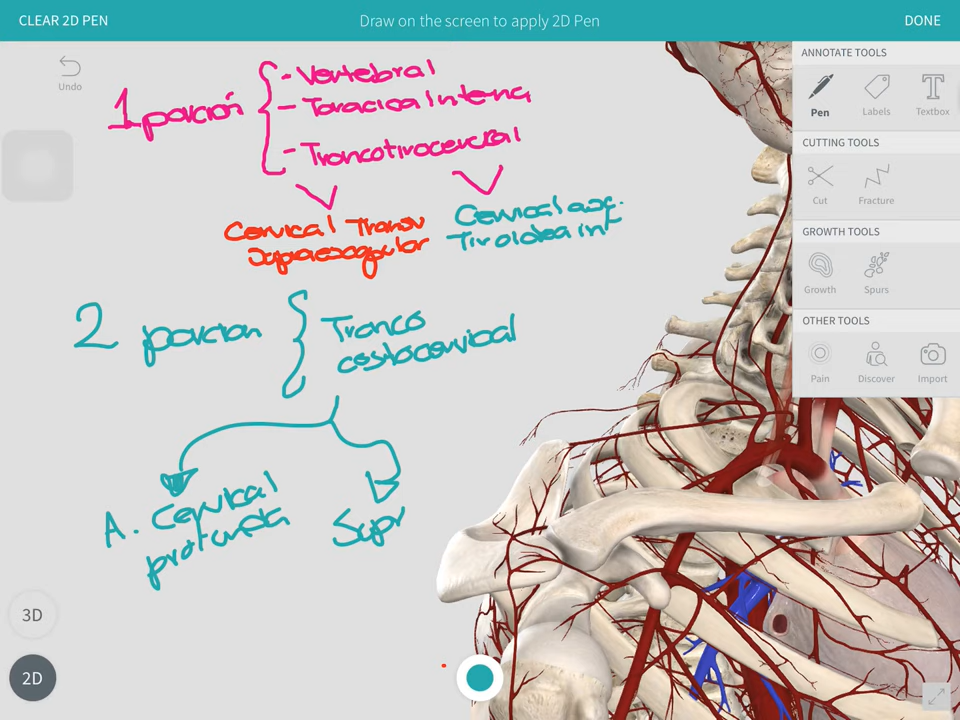 CLEAR 2D PEN
Draw on the screen to apply 2D Pen
DONE
Undo
ANNOTATE TOOLS
Pen
Labels
Textbox
CUTTING TOOLS
Cut
Fracture
GROWTH TOOLS
Growth
Spurs
OTHER TOOLS
Pain
Discover
Import
1 porción
- Vertebral
- Toracica Interna
- Troncotirocervical
Cervical Transv
Supraescapular
Cervical asc.
Tiroidea inf
2 porcion
Tronco
costocervical
A. Cervical
profunda
Supr
3D
2D